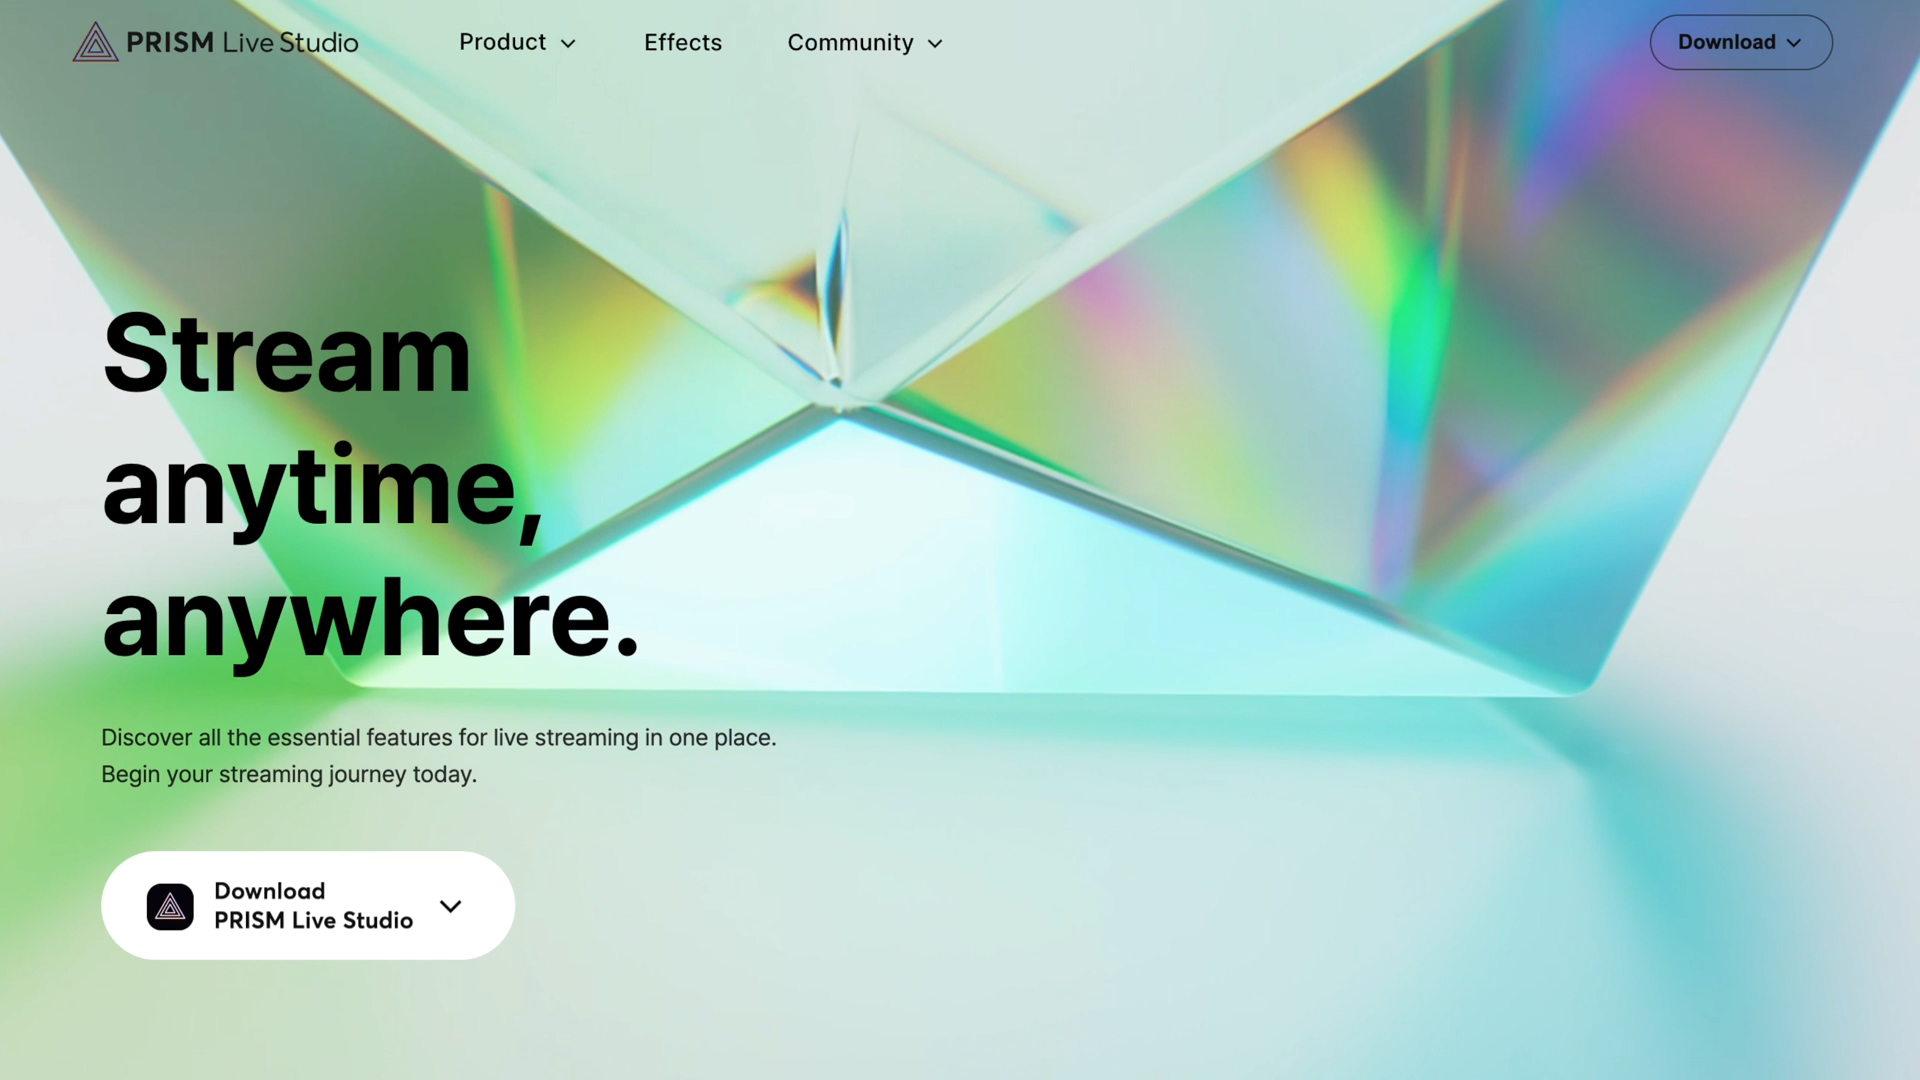 PRISM Live Studio
Product
Effects
Community
Download
Stream
anytime,
anywhere.
Discover all the essential features for live streaming in one place.
Begin your streaming journey today.
Download
PRISM Live Studio